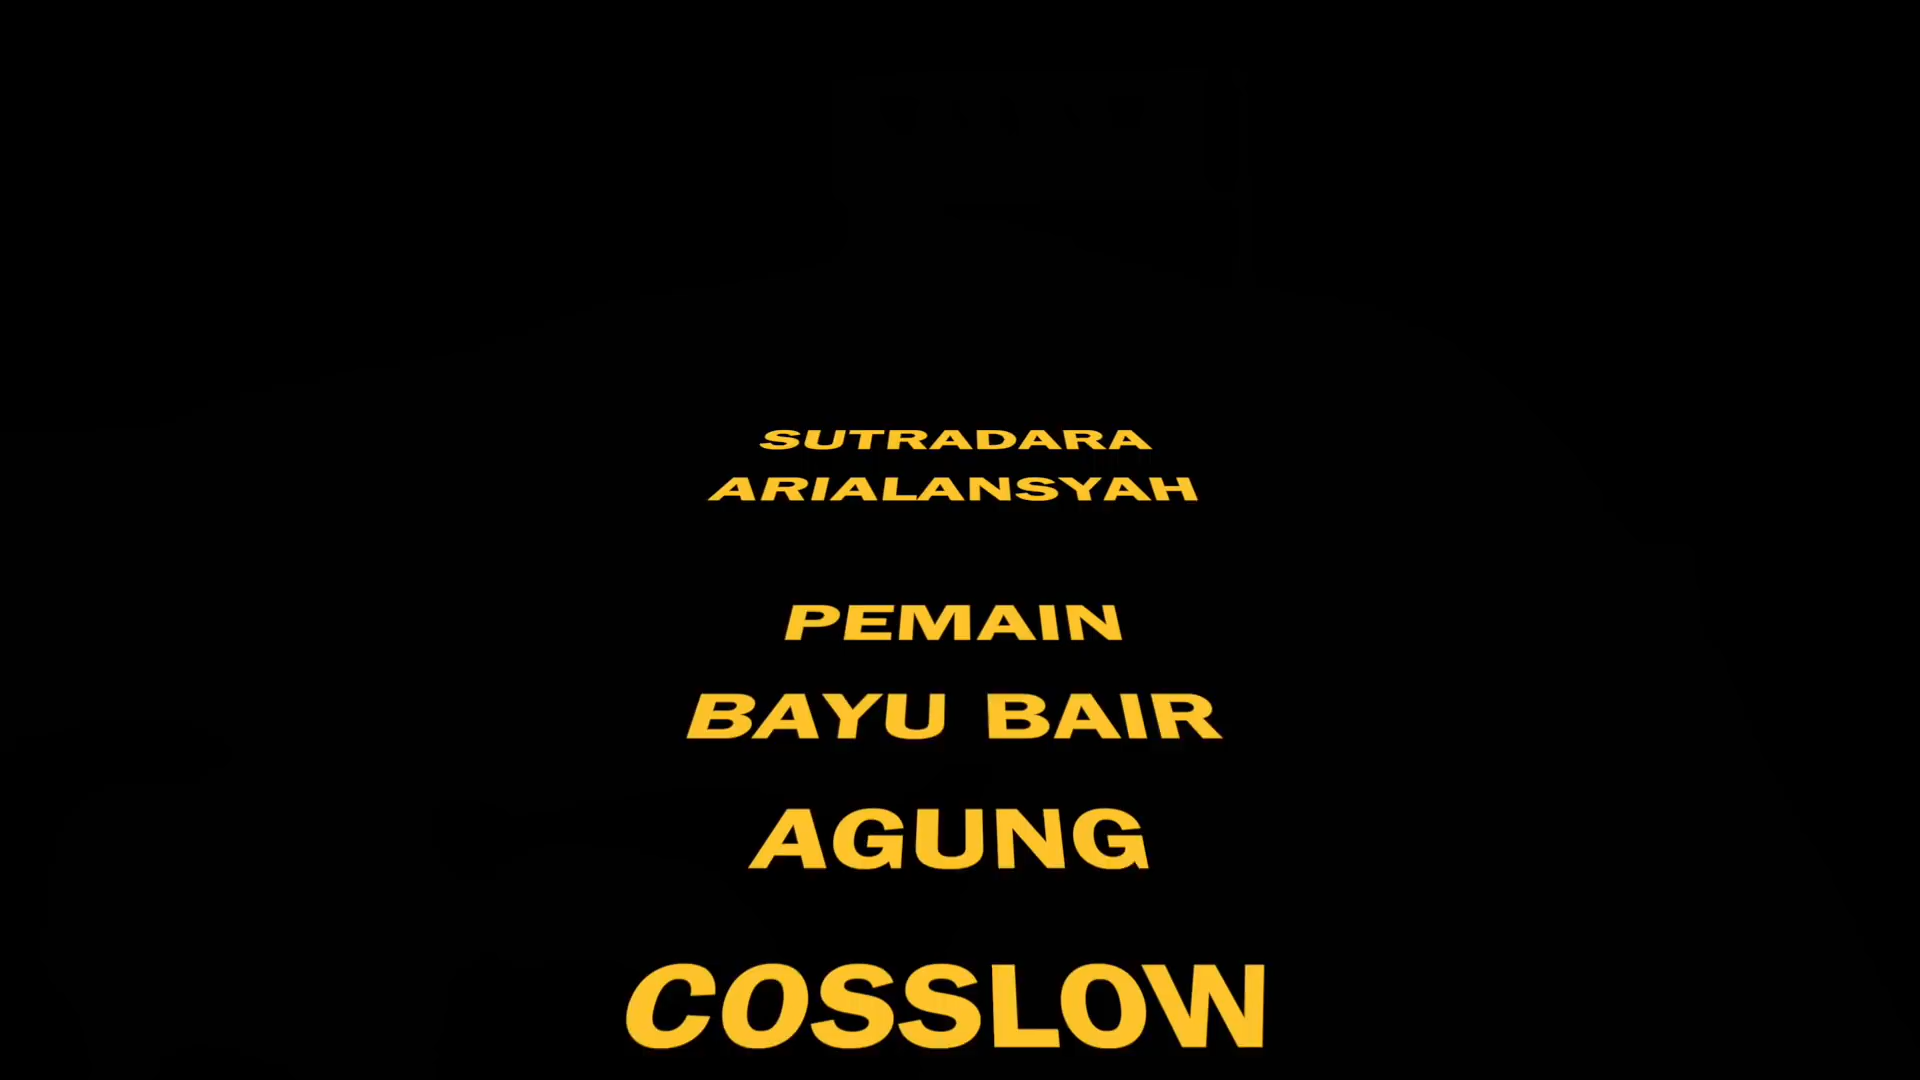 SUTRADARA
ARIALANSYAH
PEMAIN
BAYU BAIR
AGUNG
COSSLOW